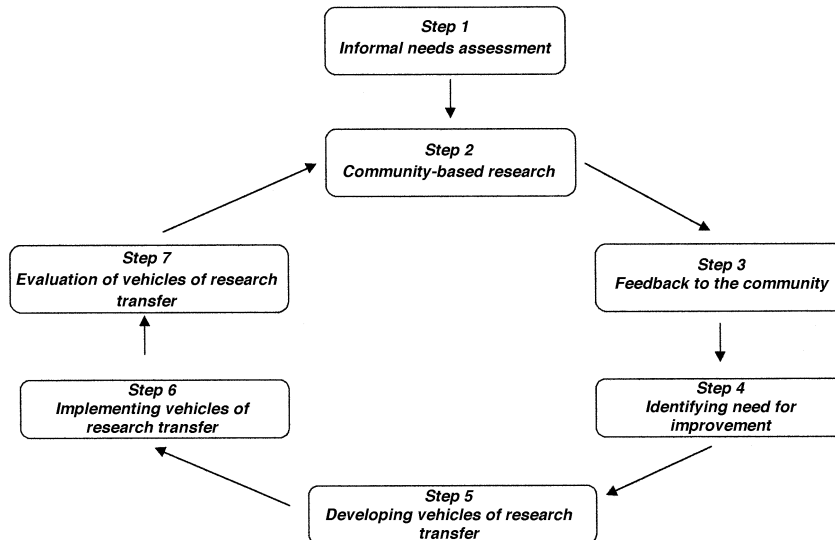 Step 1
Informal needs assessment
Step 2
Community-based research
Step 3
Feedback to the community
Step 4
Identifying need for
improvement
Step 5
Developing vehicles of research
transfer
Step 6
Implementing vehicles of
research transfer
Step 7
Evaluation of vehicles of research
transfer